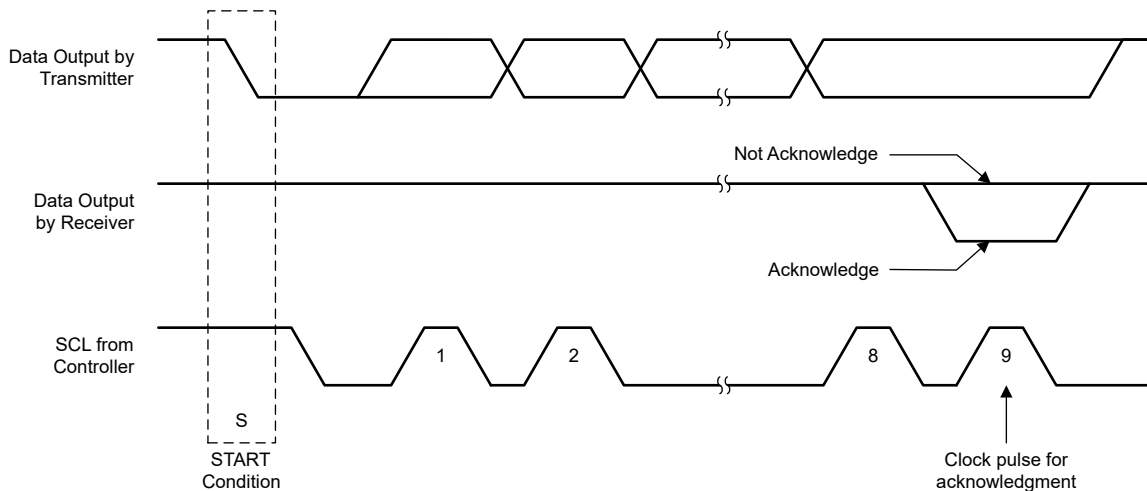 Data Output by
Transmitter
Not Acknowledge
Data Output
by Receiver
Acknowledge
SCL from
Controller
1
2
8
9
S
START
Condition
Clock pulse for
acknowledgment